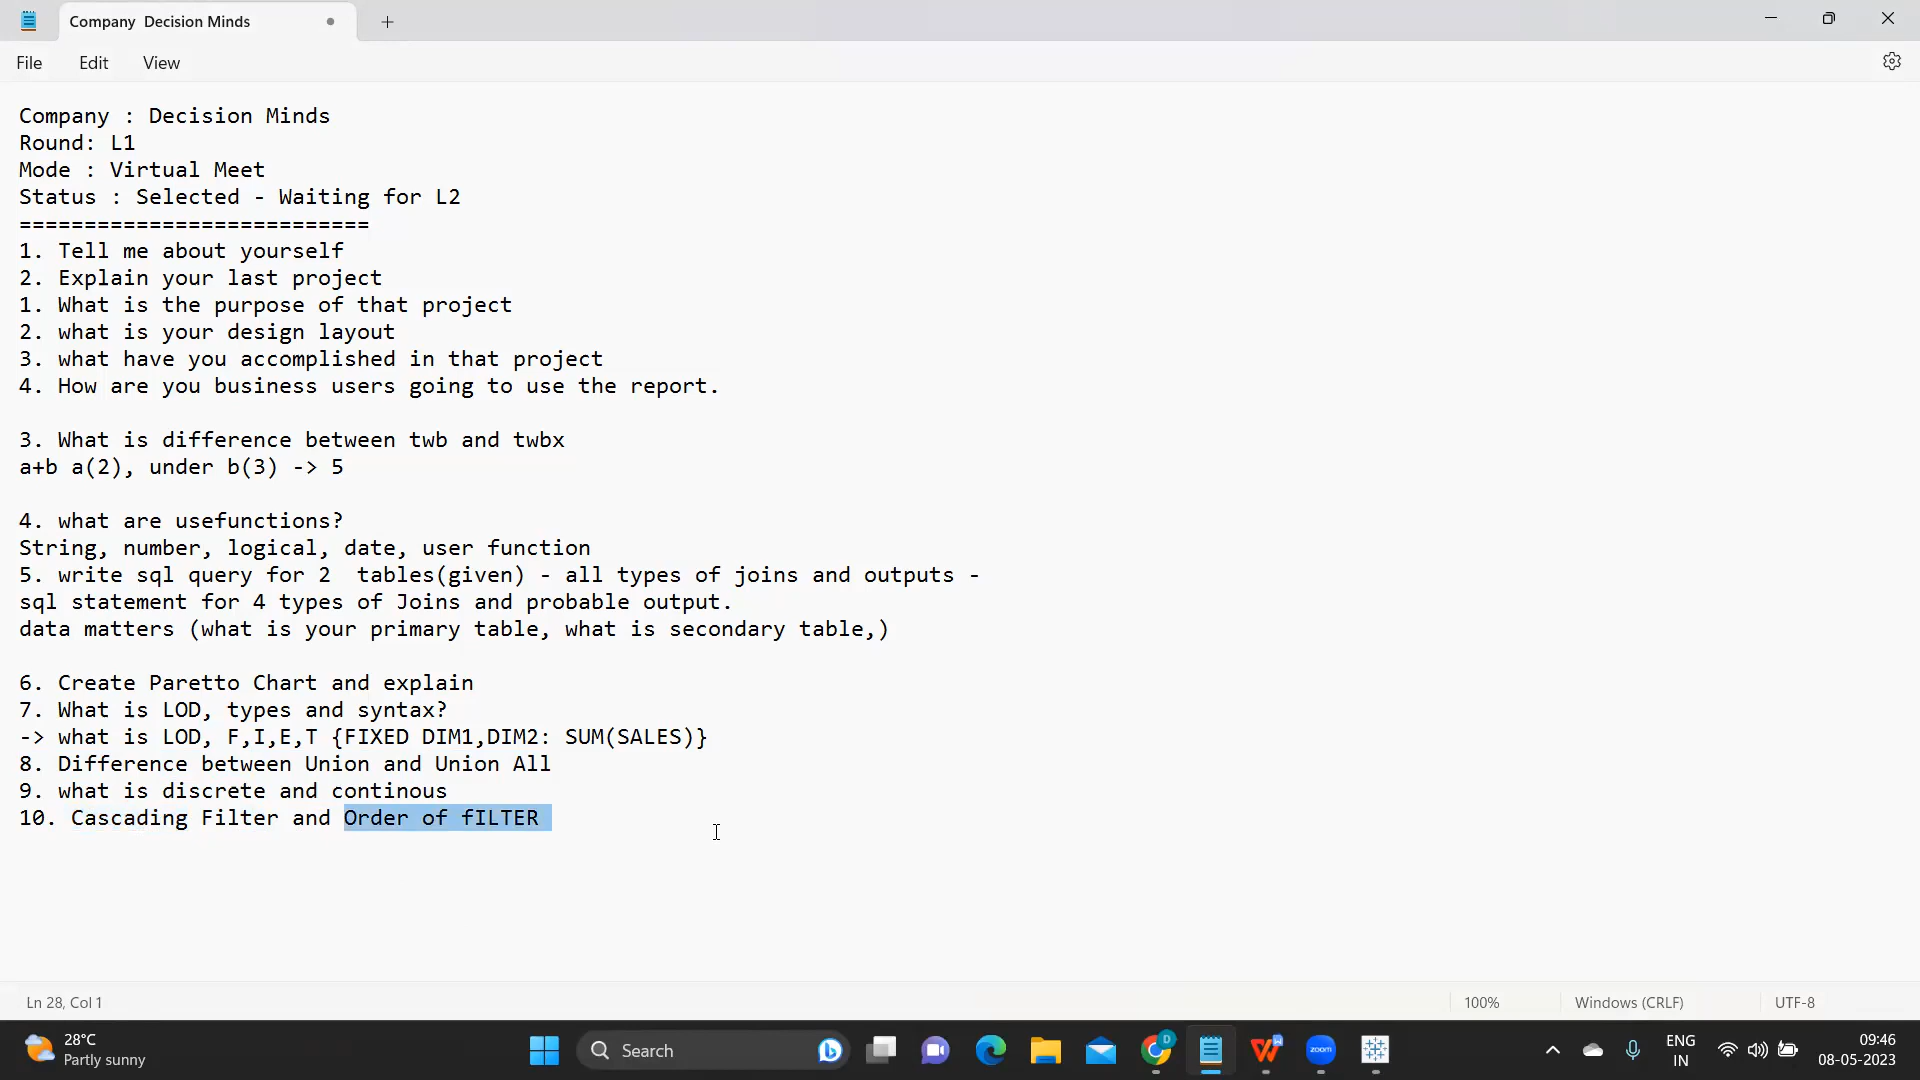 Company  Decision Minds
File
Edit
View
Company : Decision Minds
Round: L1
Mode : Virtual Meet
Status : Selected - Waiting for L2
===========================
1. Tell me about yourself
2. Explain your last project
1. What is the purpose of that project
2. what is your design layout
3. what have you accomplished in that project
4. How are you business users going to use the report.
3. What is difference between twb and twbx
a+b a(2), under b(3) -> 5
4. what are usefunctions?
String, number, logical, date, user function
5. write sql query for 2  tables(given) - all types of joins and outputs -
sql statement for 4 types of Joins and probable output.
data matters (what is your primary table, what is secondary table,)
6. Create Paretto Chart and explain
7. What is LOD, types and syntax?
-> what is LOD, F,I,E,T {FIXED DIM1,DIM2: SUM(SALES)}
8. Difference between Union and Union All
9. what is discrete and continous
10. Cascading Filter and Order of fILTER
Ln 28, Col 1
100%
Windows (CRLF)
UTF-8
28°C
Partly sunny
Search
D
W
zoom
ENG
IN
09:46
08-05-2023